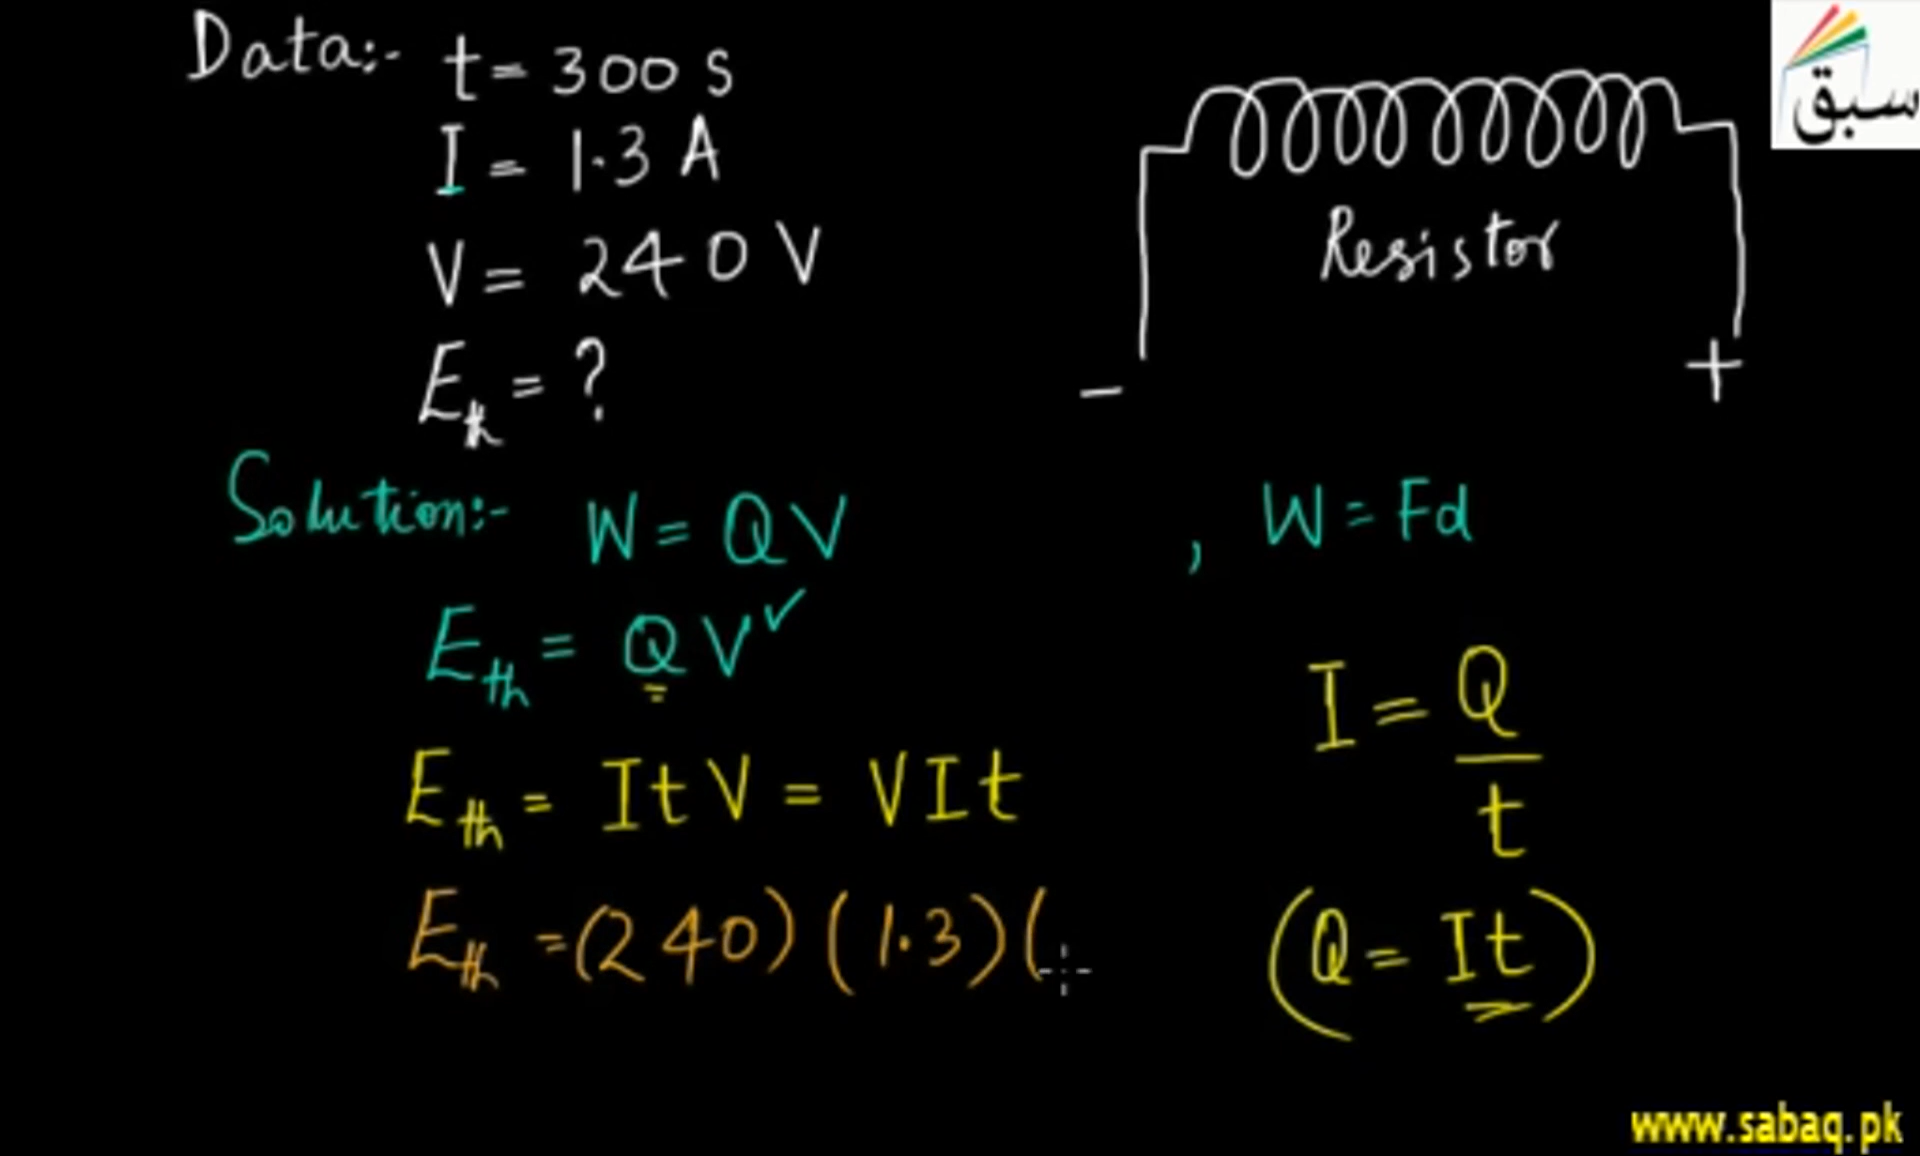 Data:- t = 300 s
I = 1.3 A
V = 240 V
Eth = ?
Resistor
- +
سبق
Solution:- W = QV , W = Fd
Eth = QV ✓
I = Q/t
Eth = ItV = VIt
Eth = (240)(1.3)(
(Q = It)
www.sabaq.pk